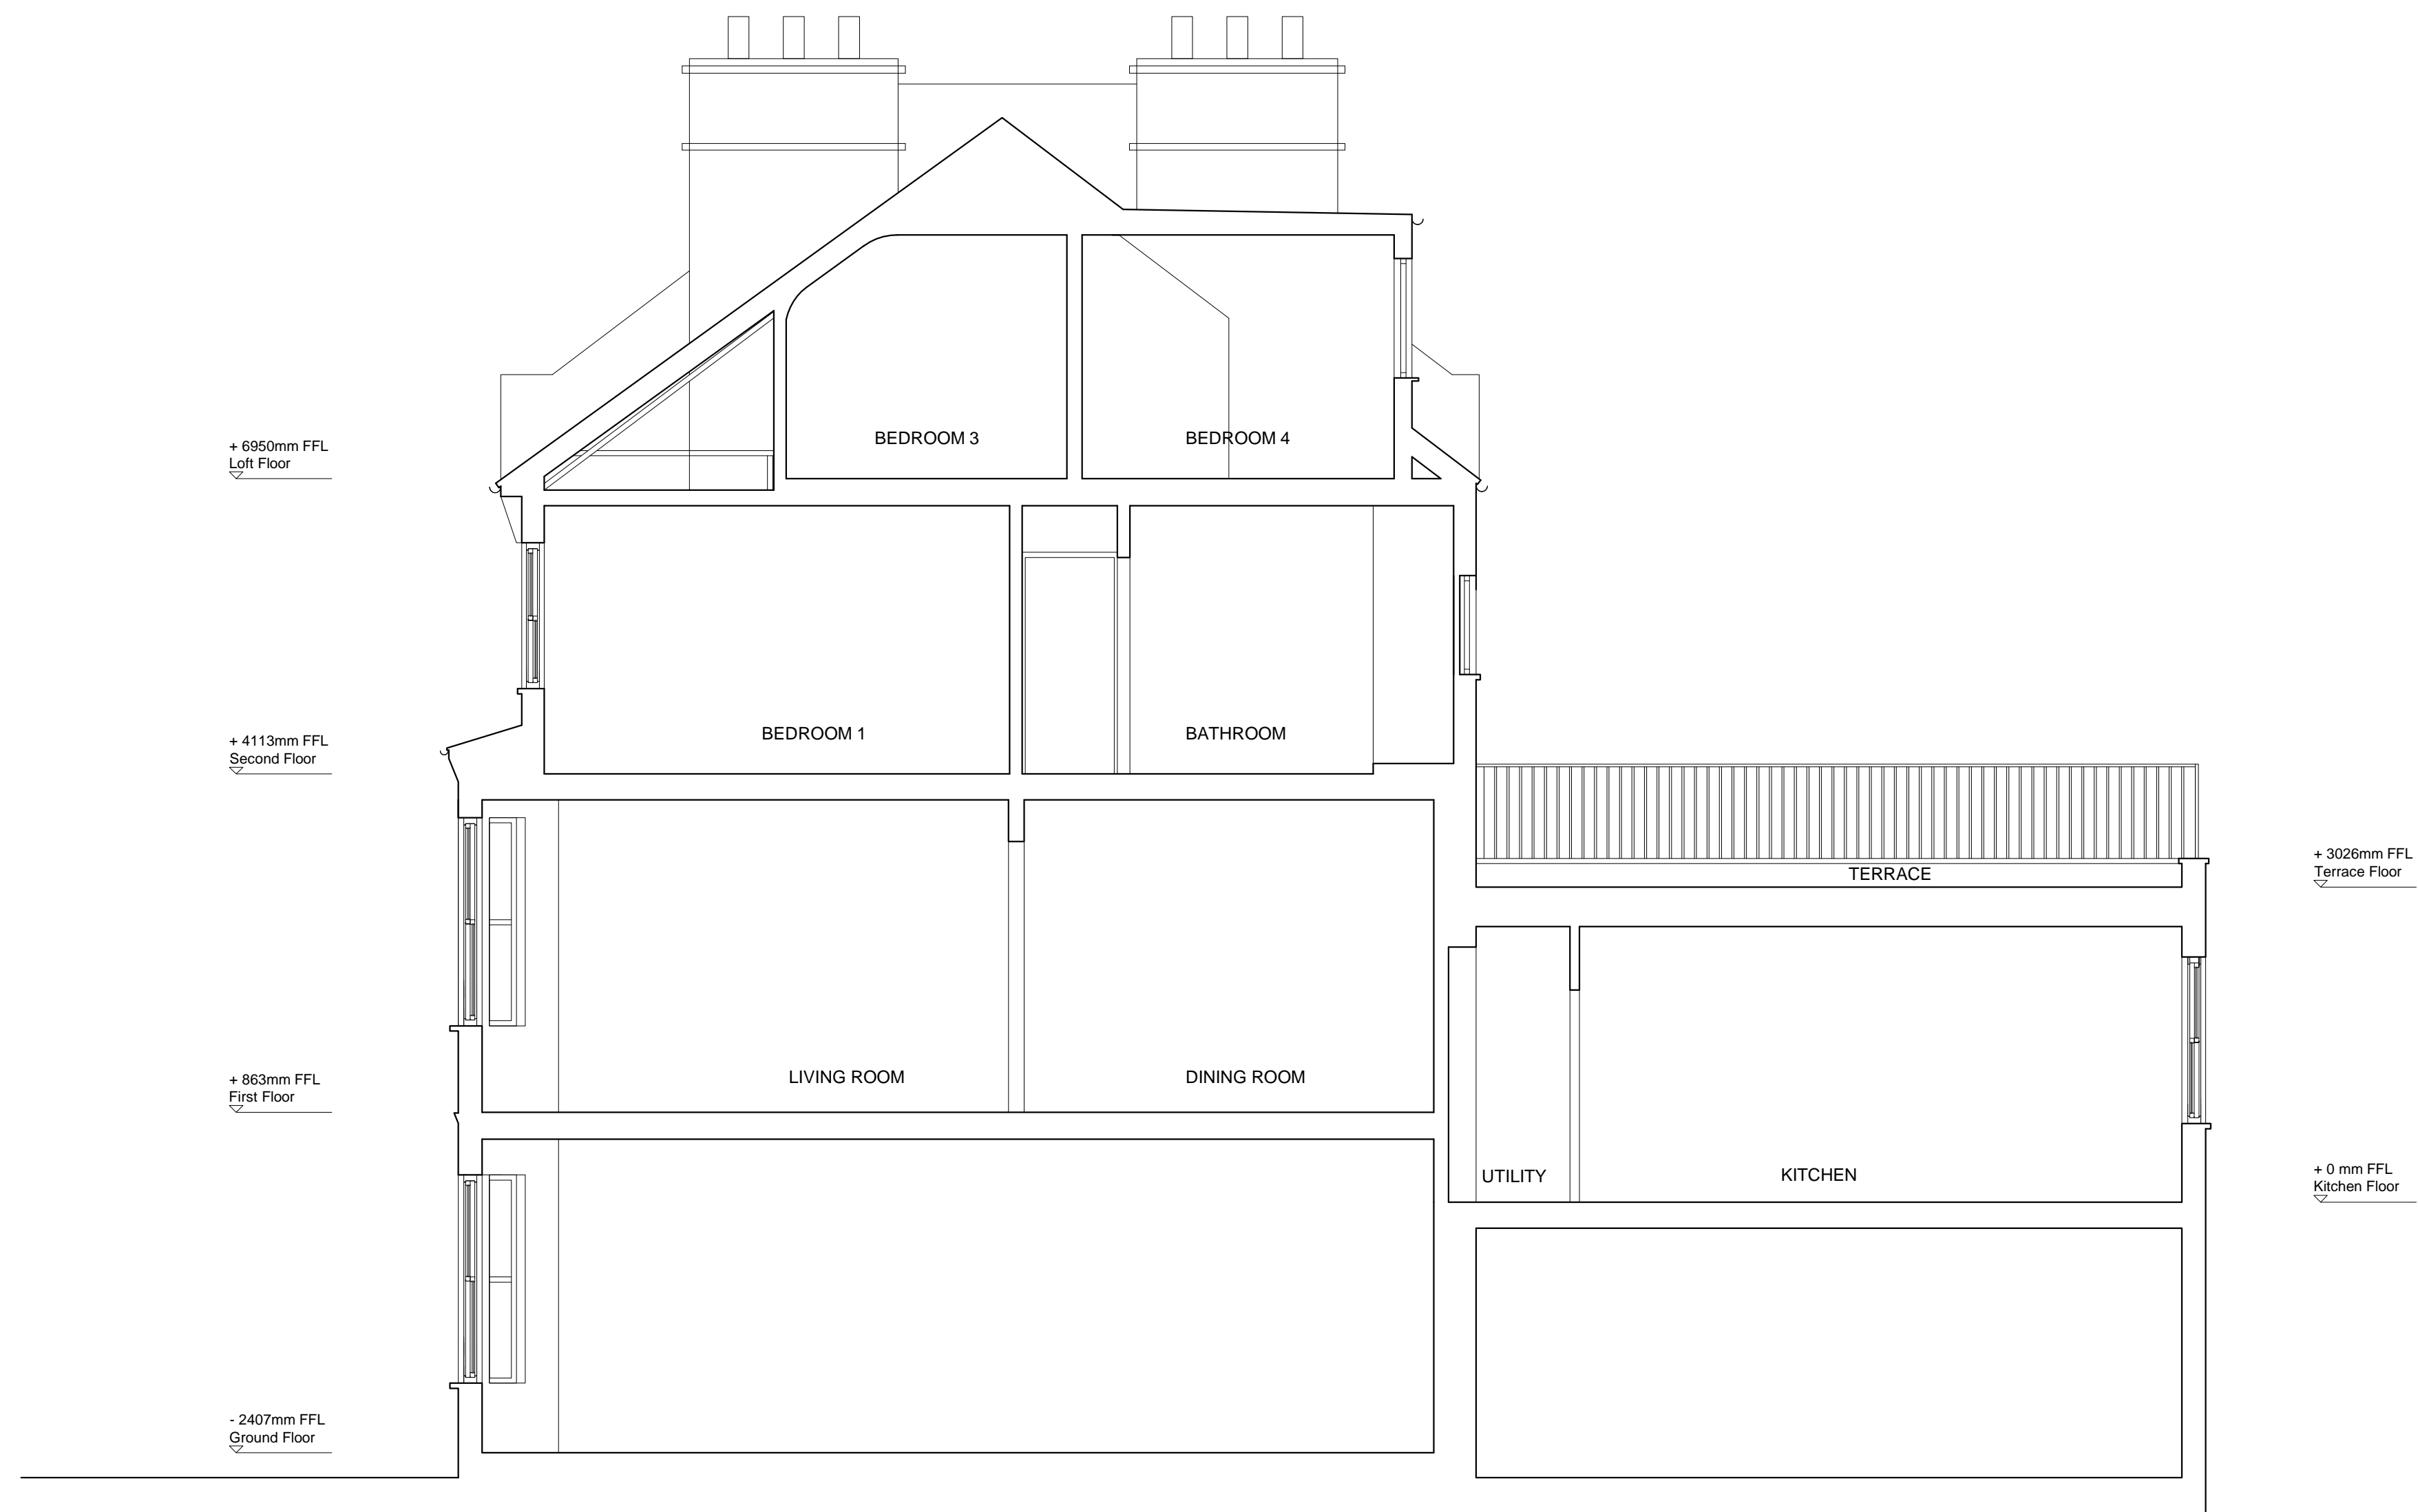 BEDROOM 3
BEDROOM 4
+ 6950mm FFL
Loft Floor
BEDROOM 1
BATHROOM
+ 4113mm FFL
Second Floor
+ 3026mm FFL
Terrace Floor
TERRACE
LIVING ROOM
DINING ROOM
+ 863mm FFL
First Floor
UTILITY
KITCHEN
+ 0 mm FFL
Kitchen Floor
- 2407mm FFL
Ground Floor